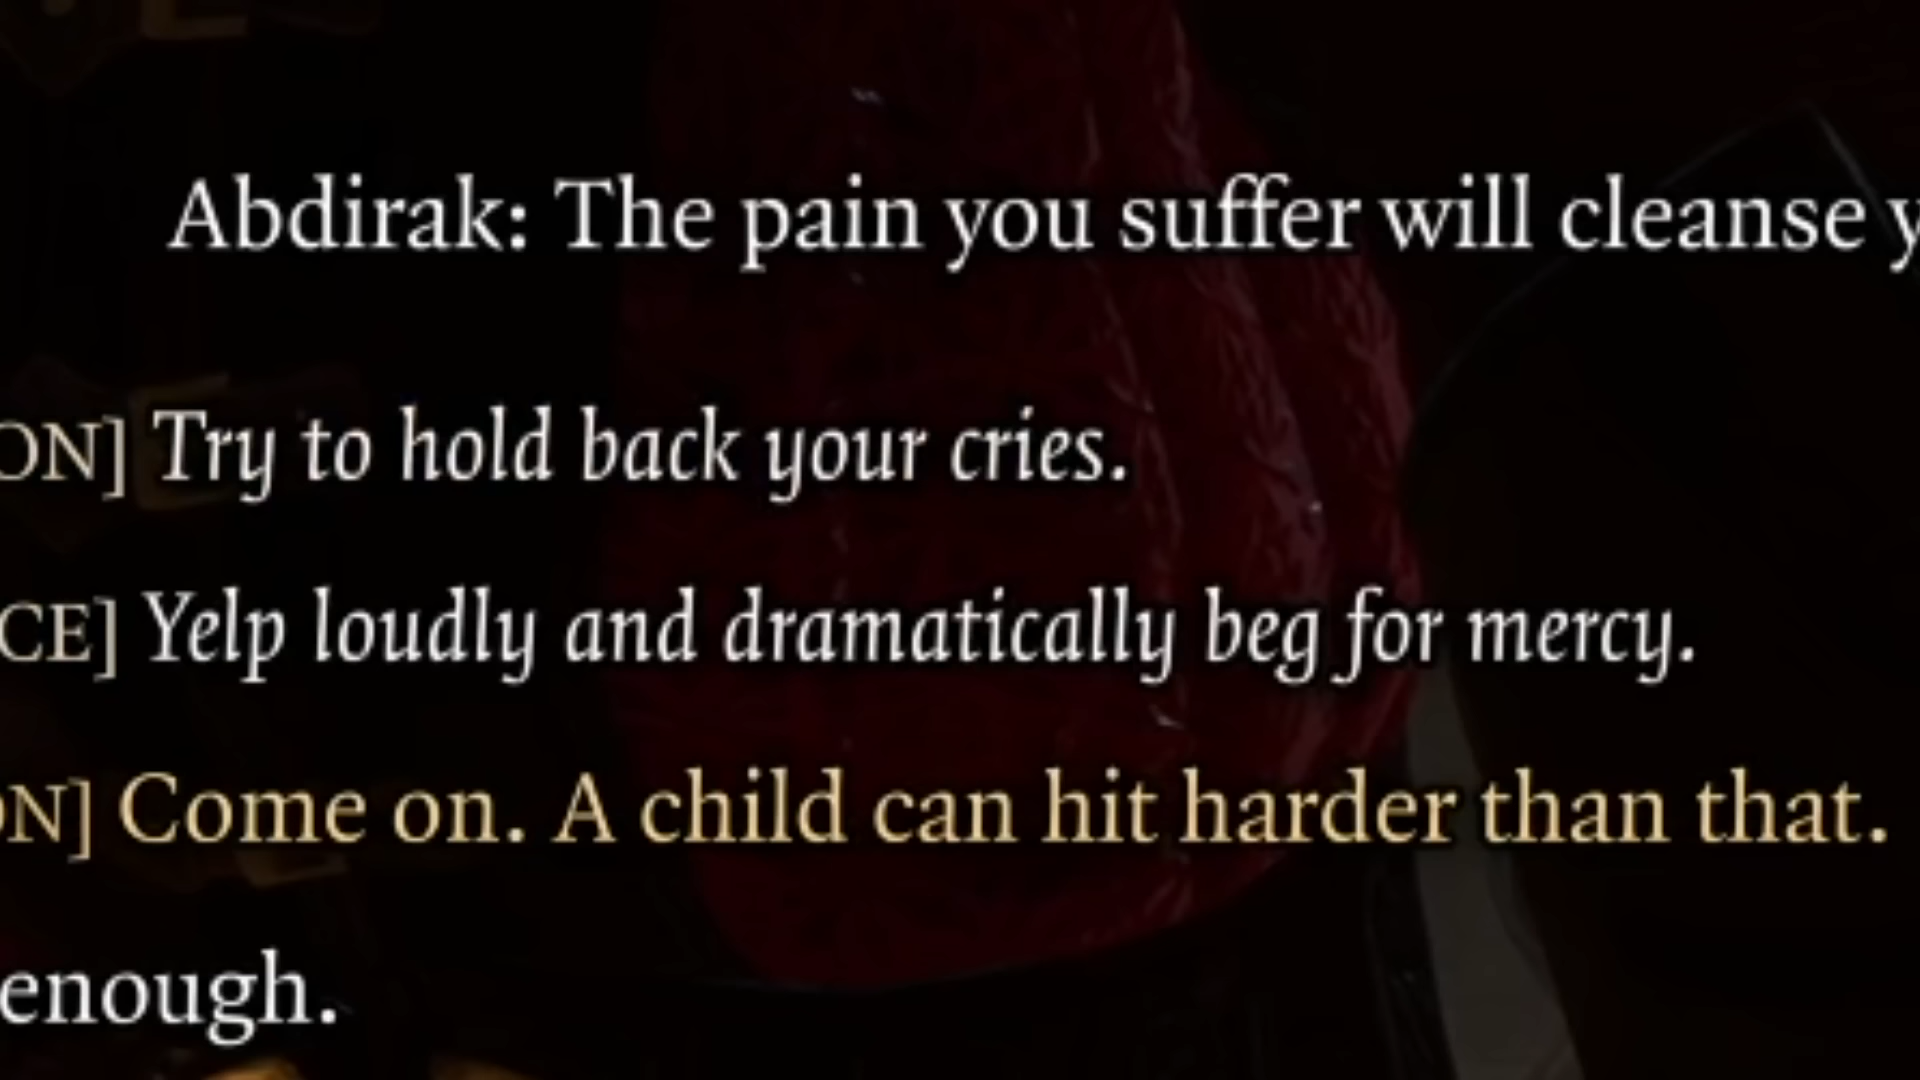 Abdirak: The pain you suffer will cleanse y
ON] Try to hold back your cries.
CE] Yelp loudly and dramatically beg for mercy.
ON] Come on. A child can hit harder than that.
enough.